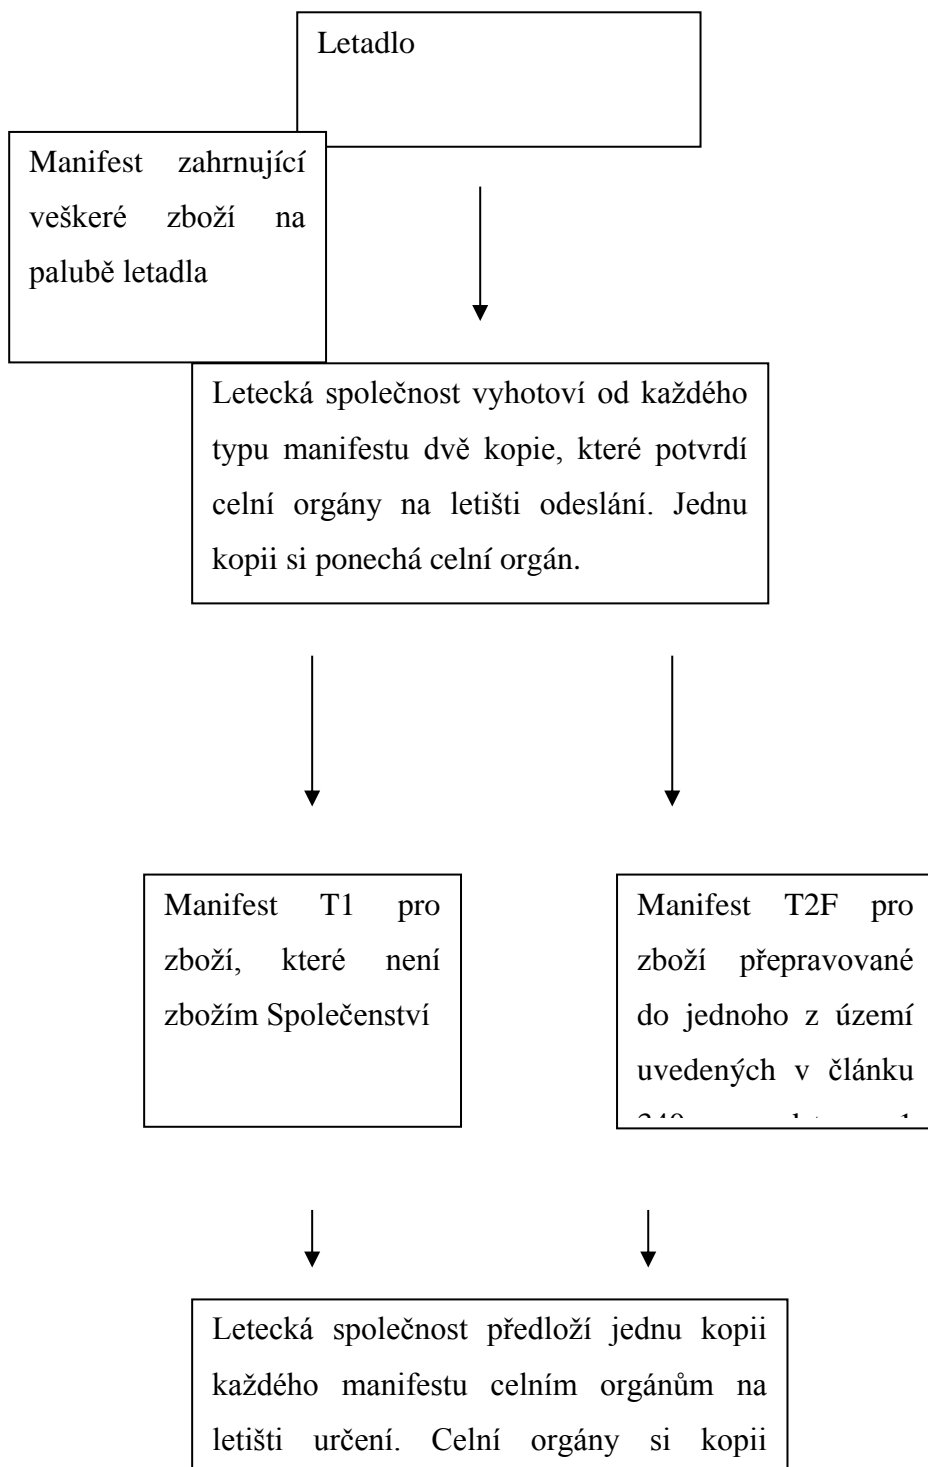 Letadlo
Manifest zahrnující
veškeré zboží na
palubě letadla
Letecká společnost vyhotoví od každého
typu manifestu dvě kopie, které potvrdí
celní orgány na letišti odeslání. Jednu
kopii si ponechá celní orgán.
Manifest T1 pro
zboží, které není
zbožím Společenství
Manifest T2F pro
zboží přepravované
do jednoho z území
uvedených v článku
Letecká společnost předloží jednu kopii
každého manifestu celním orgánům na
letišti určení. Celní orgány si kopii